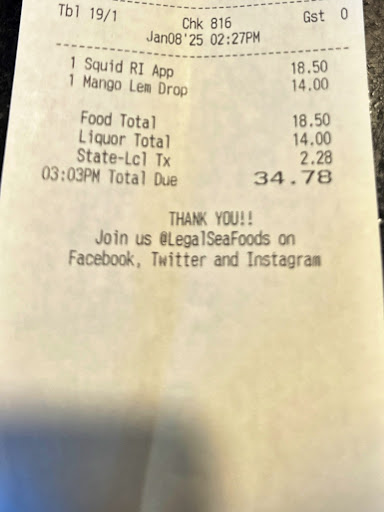 Tbl 19/1 Chk 816 Gst 0
Jan08'25 02:27PM
1 Squid RI App 18.50
1 Mango Lem Drop 14.00
Food Total 18.50
Liquor Total 14.00
State-Lcl Tx 2.28
03:03PM Total Due 34.78
THANK YOU!!
Join us @LegalSeaFoods on
Facebook, Twitter and Instagram